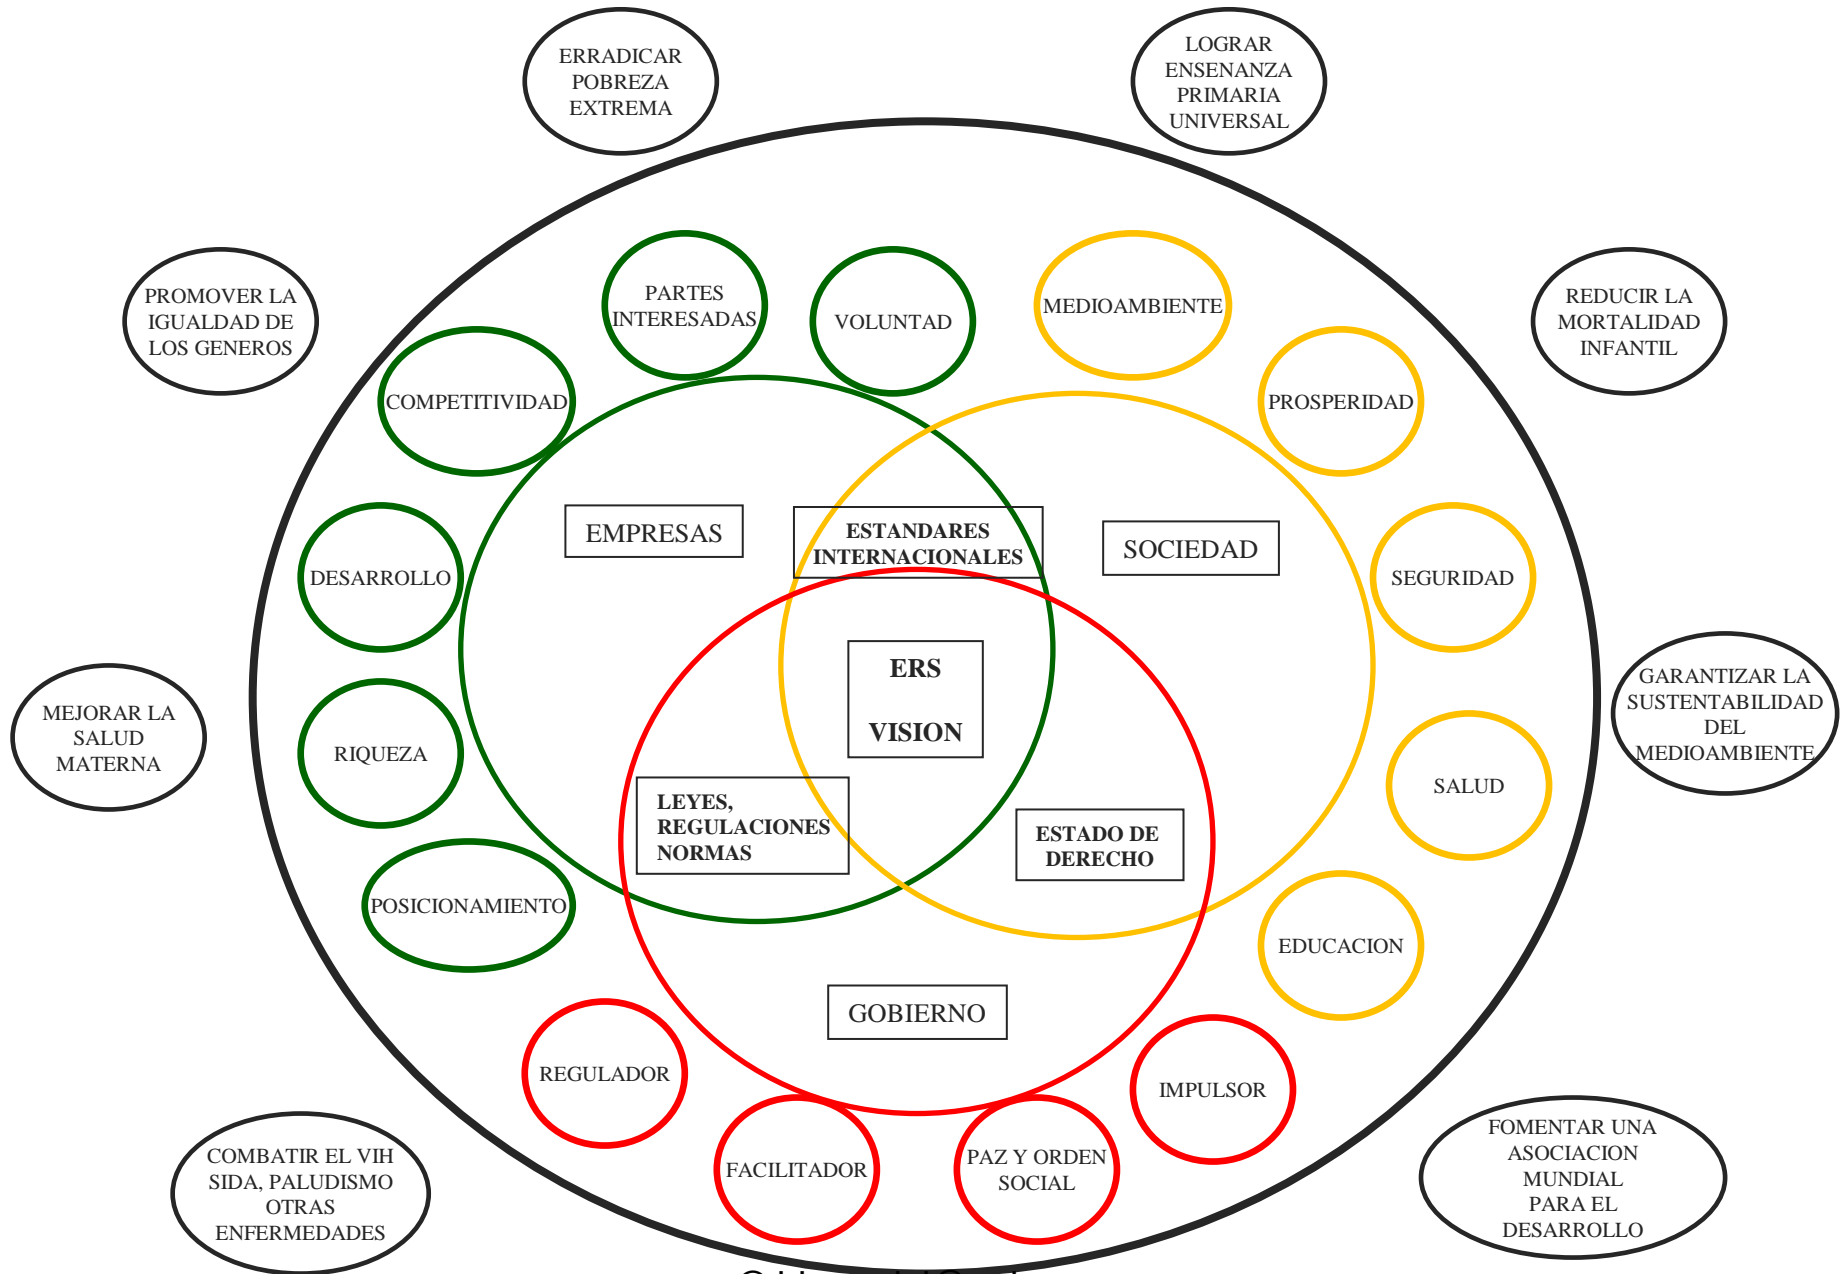 ERRADICAR
POBREZA
EXTREMA
LOGRAR
ENSENANZA
PRIMARIA
UNIVERSAL
PROMOVER LA
IGUALDAD DE
LOS GENEROS
PARTES
INTERESADAS
VOLUNTAD
MEDIOAMBIENTE
REDUCIR LA
MORTALIDAD
INFANTIL
COMPETITIVIDAD
PROSPERIDAD
EMPRESAS
ESTANDARES
INTERNACIONALES
SOCIEDAD
DESARROLLO
SEGURIDAD
ERS
VISION
MEJORAR LA
SALUD
MATERNA
RIQUEZA
GARANTIZAR LA
SUSTENTABILIDAD
DEL
MEDIOAMBIENTE
SALUD
LEYES,
REGULACIONES
NORMAS
ESTADO DE
DERECHO
POSICIONAMIENTO
EDUCACION
GOBIERNO
REGULADOR
IMPULSOR
FACILITADOR
PAZ Y ORDEN
SOCIAL
COMBATIR EL VIH
SIDA, PALUDISMO
OTRAS
ENFERMEDADES
FOMENTAR UNA
ASOCIACION
MUNDIAL
PARA EL
DESARROLLO